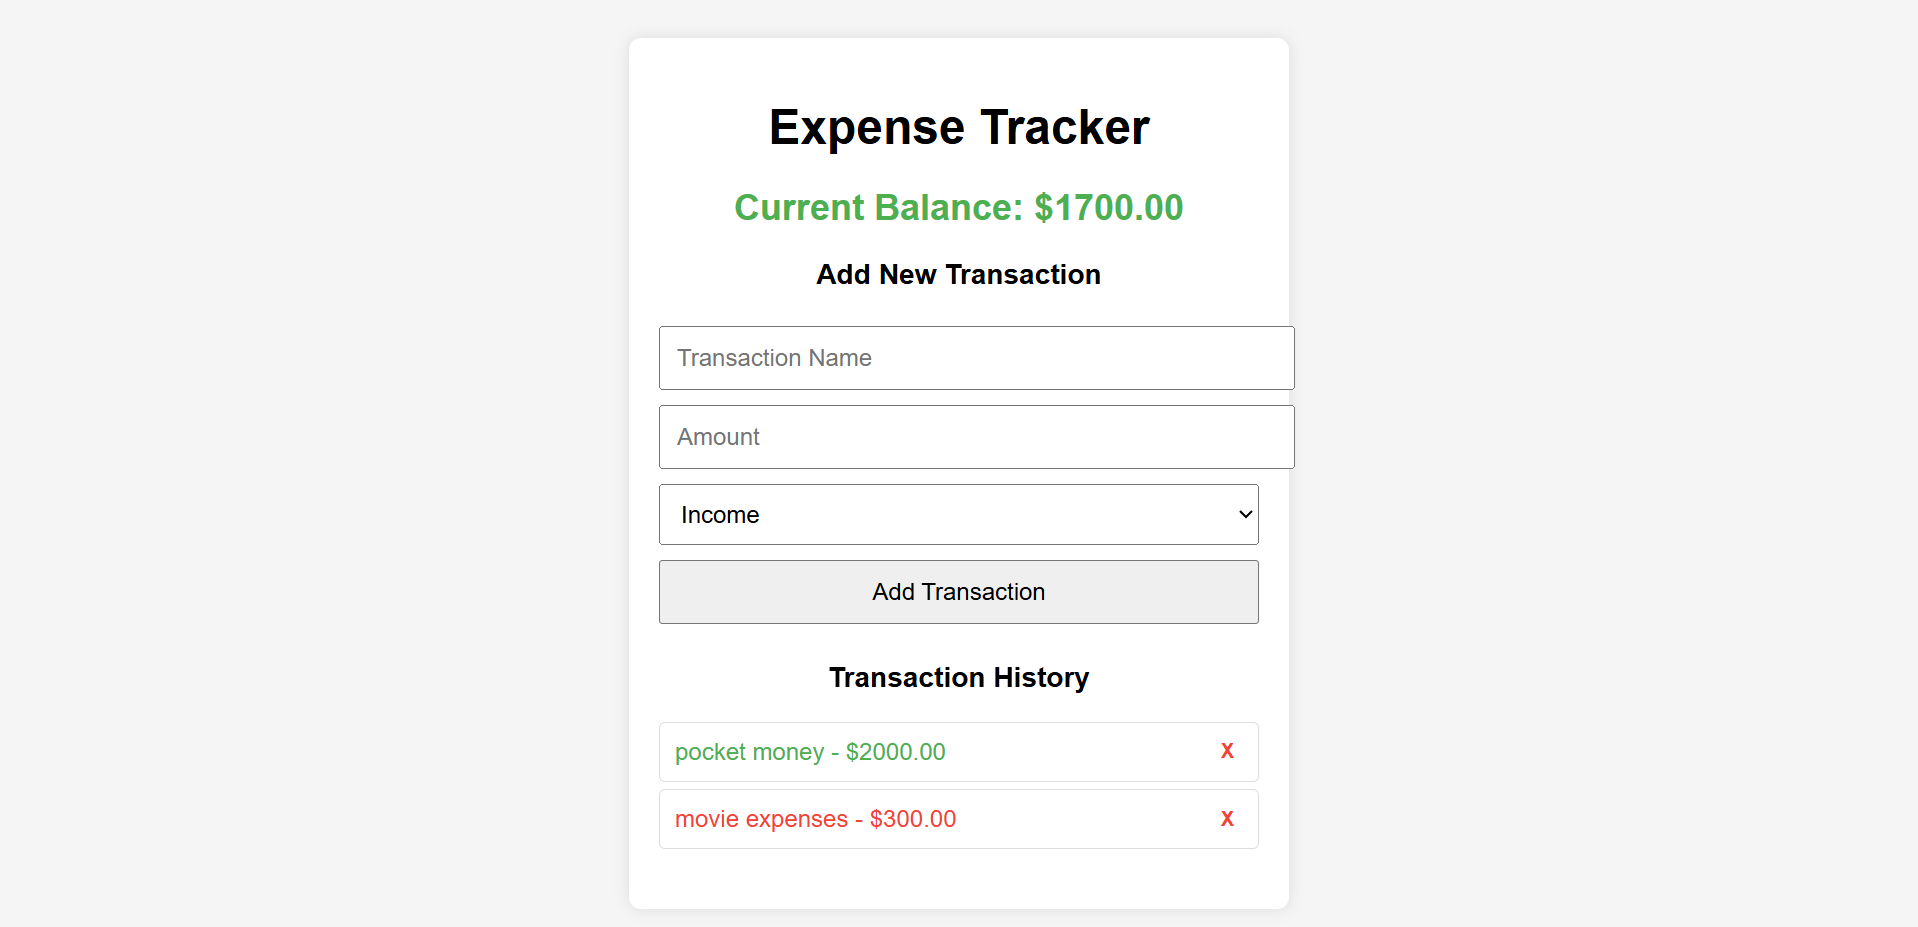 Expense Tracker
Current Balance: $1700.00
Add New Transaction
Transaction Name
Amount
Income
Add Transaction
Transaction History
pocket money - $2000.00 X
movie expenses - $300.00 X